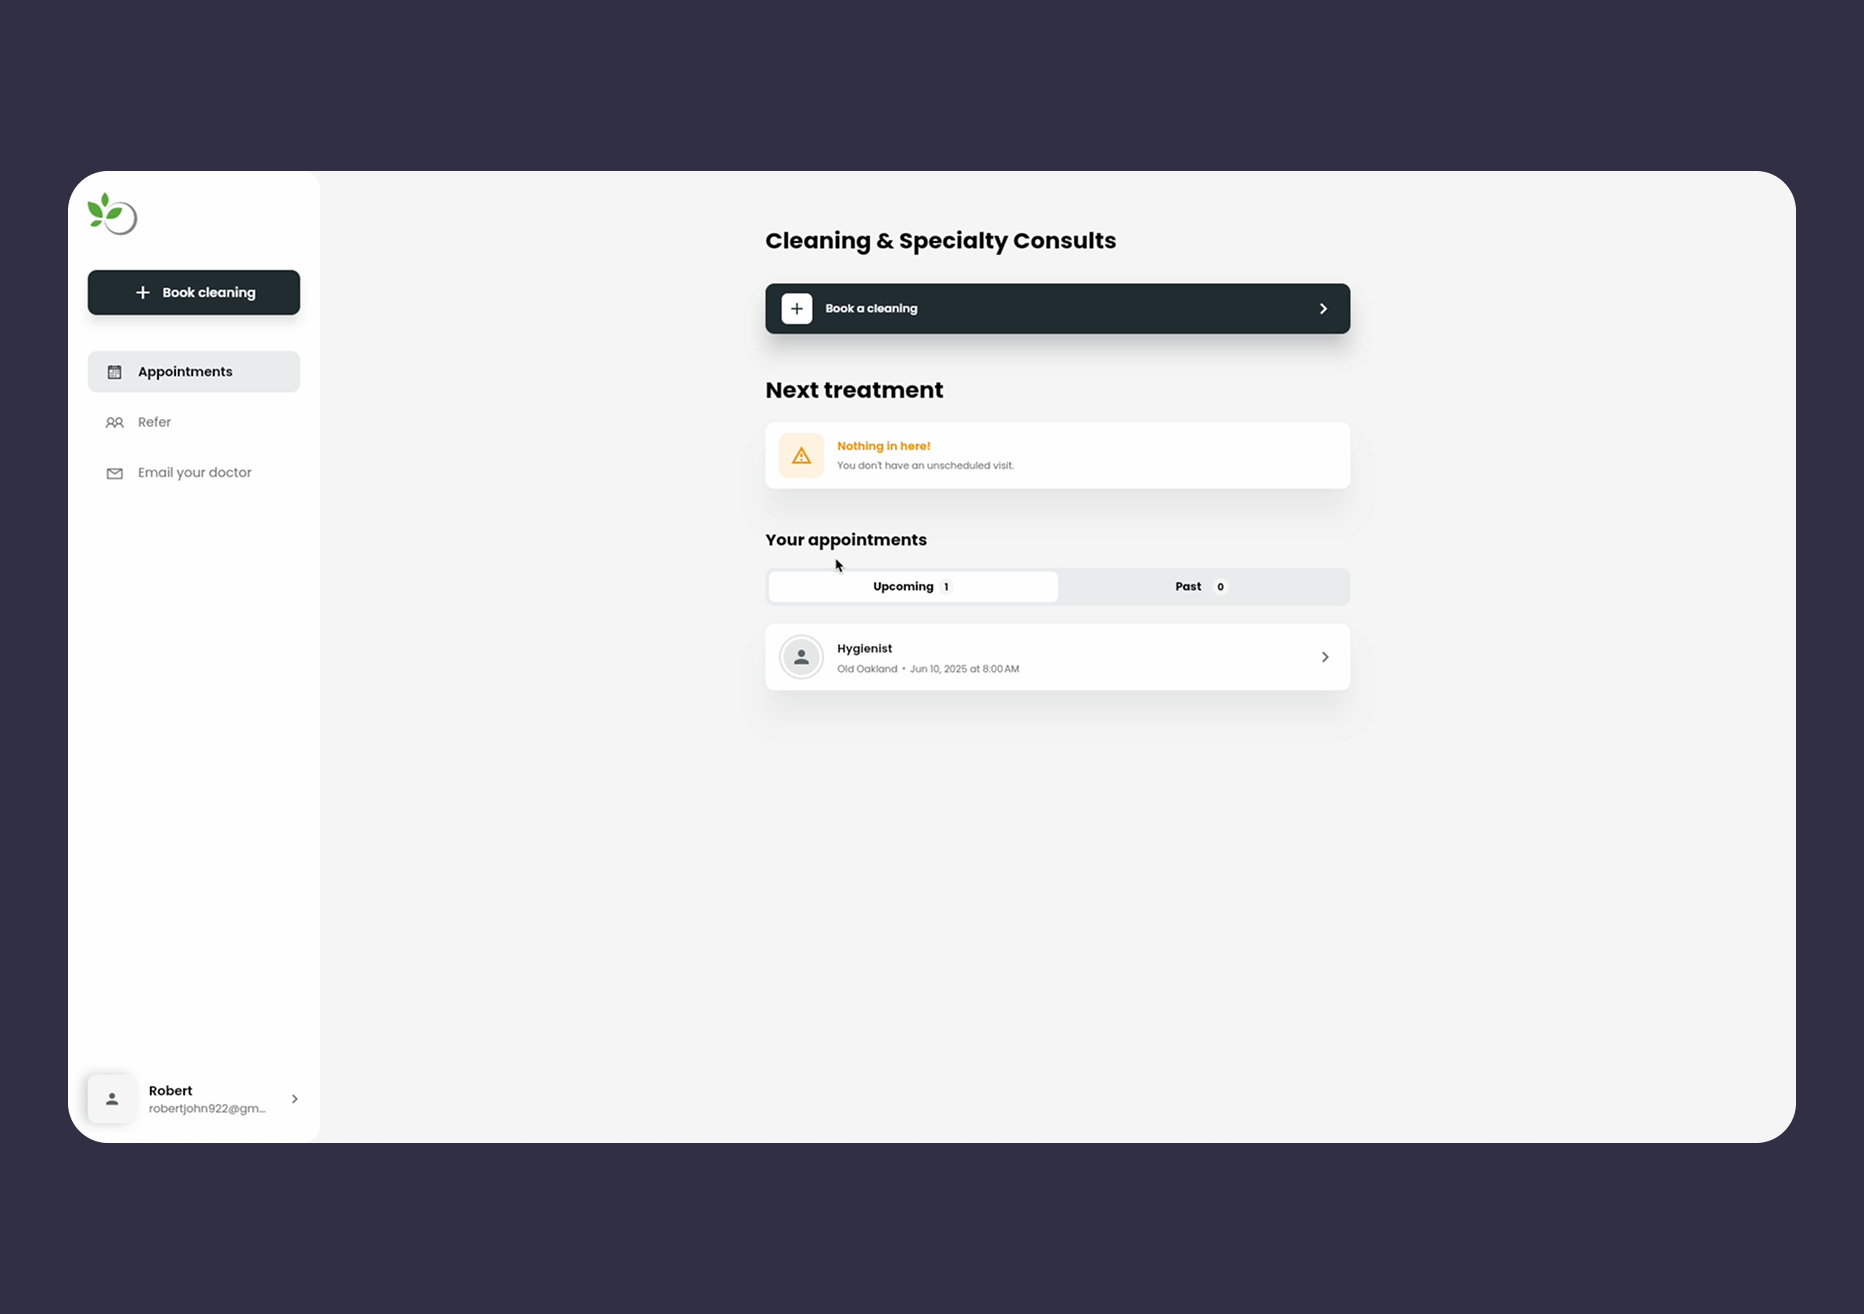 Book cleaning
Appointments
Refer
Email your doctor
Robert
robertjohn922@gm...
Cleaning & Specialty Consults
Book a cleaning
Next treatment
Nothing in here!
You don't have an unscheduled visit.
Your appointments
Upcoming 1
Past 0
Hygienist
Old Oakland • Jun 10, 2025 at 8:00 AM